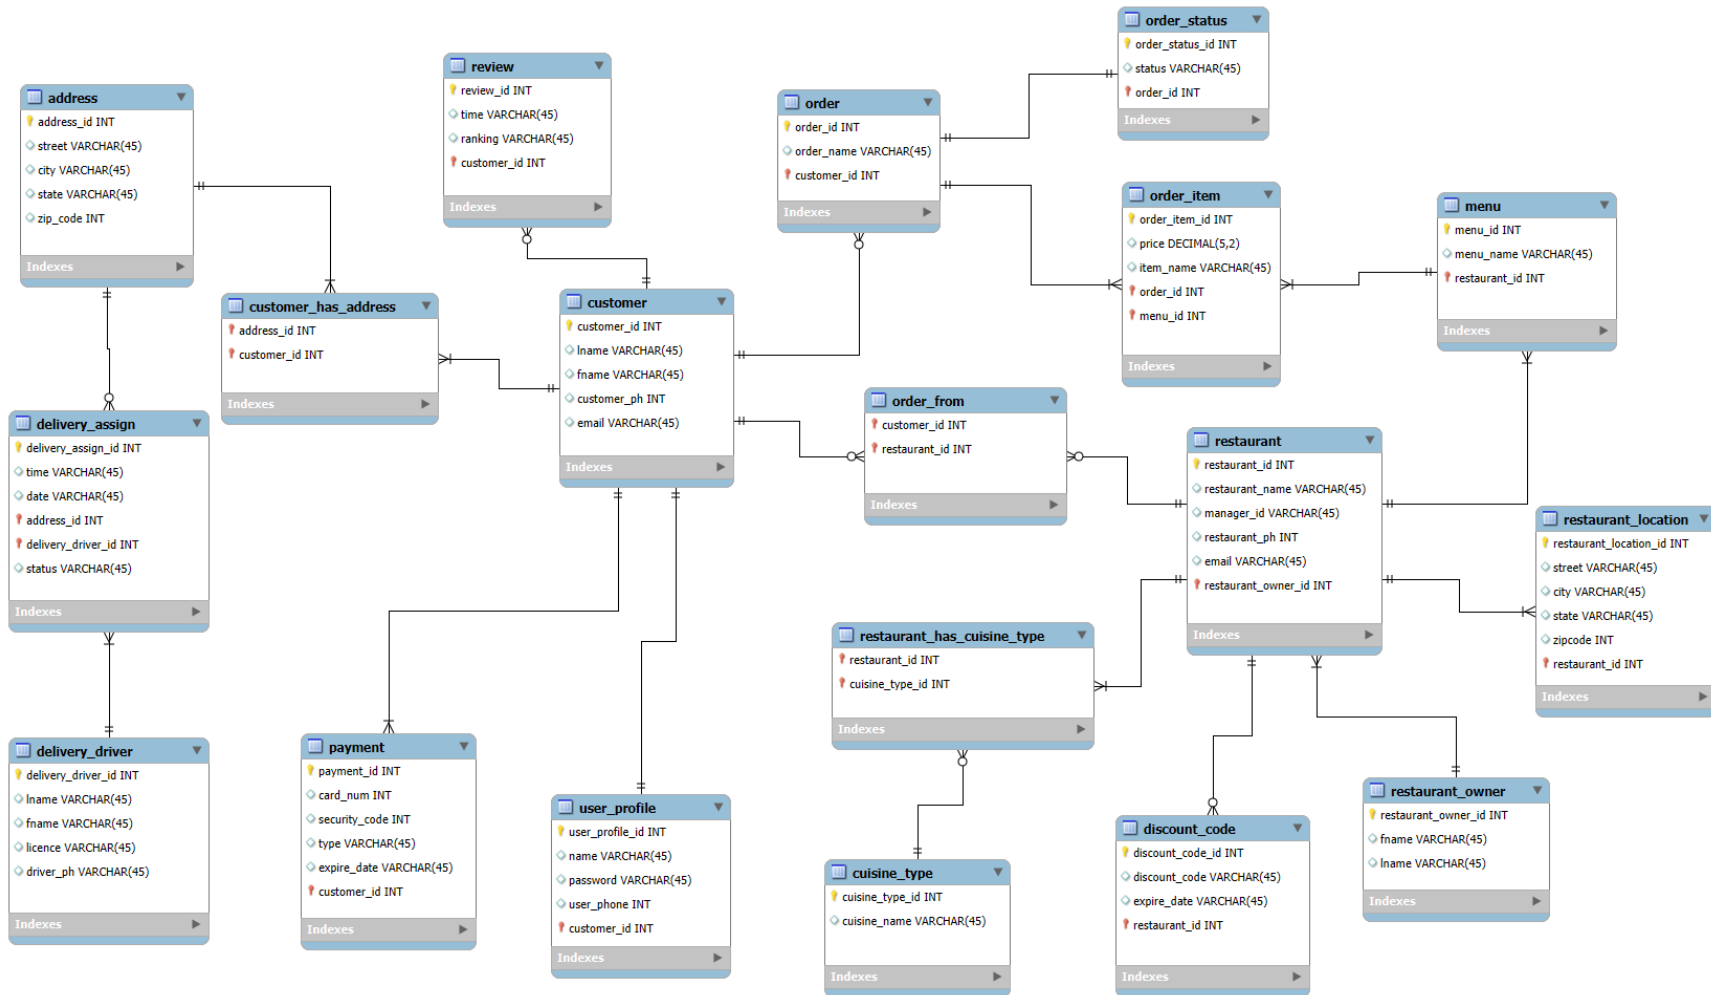 address
address_id INT
street VARCHAR(45)
city VARCHAR(45)
state VARCHAR(45)
zip_code INT
Indexes
review
review_id INT
time VARCHAR(45)
ranking VARCHAR(45)
customer_id INT
Indexes
order
order_id INT
order_name VARCHAR(45)
customer_id INT
Indexes
order_status
order_status_id INT
status VARCHAR(45)
order_id INT
Indexes
order_item
order_item_id INT
price DECIMAL(5,2)
item_name VARCHAR(45)
order_id INT
menu_id INT
Indexes
menu
menu_id INT
menu_name VARCHAR(45)
restaurant_id INT
Indexes
customer_has_address
address_id INT
customer_id INT
Indexes
customer
customer_id INT
lname VARCHAR(45)
fname VARCHAR(45)
customer_ph INT
email VARCHAR(45)
Indexes
order_from
customer_id INT
restaurant_id INT
Indexes
delivery_assign
delivery_assign_id INT
time VARCHAR(45)
date VARCHAR(45)
address_id INT
delivery_driver_id INT
status VARCHAR(45)
Indexes
restaurant
restaurant_id INT
restaurant_name VARCHAR(45)
manager_id VARCHAR(45)
restaurant_ph INT
email VARCHAR(45)
restaurant_owner_id INT
Indexes
restaurant_location
restaurant_location_id INT
street VARCHAR(45)
city VARCHAR(45)
state VARCHAR(45)
zipcode INT
restaurant_id INT
Indexes
restaurant_has_cuisine_type
restaurant_id INT
cuisine_type_id INT
Indexes
delivery_driver
delivery_driver_id INT
lname VARCHAR(45)
fname VARCHAR(45)
licence VARCHAR(45)
driver_ph VARCHAR(45)
Indexes
payment
payment_id INT
card_num INT
security_code INT
type VARCHAR(45)
expire_date VARCHAR(45)
customer_id INT
Indexes
user_profile
user_profile_id INT
name VARCHAR(45)
password VARCHAR(45)
user_phone INT
customer_id INT
Indexes
cuisine_type
cuisine_type_id INT
cuisine_name VARCHAR(45)
Indexes
discount_code
discount_code_id INT
discount_code VARCHAR(45)
expire_date VARCHAR(45)
restaurant_id INT
Indexes
restaurant_owner
restaurant_owner_id INT
fname VARCHAR(45)
lname VARCHAR(45)
Indexes